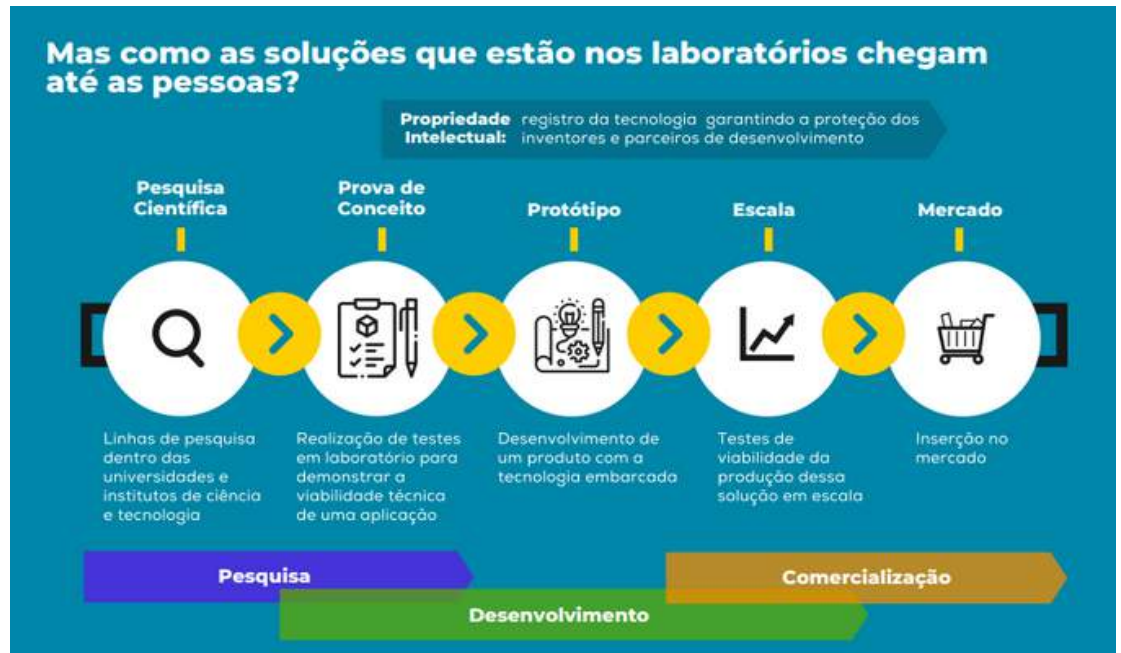 Mas como as soluções que estão nos laboratórios chegam
até as pessoas?
Propriedade registro da tecnologia garantindo a proteção dos
Intelectual: inventores e parceiros de desenvolvimento
Pesquisa
Científica
Prova de
Conceito
Protótipo
Escala
Mercado
Linhas de pesquisa
dentro das
universidades e
institutos de ciência
e tecnologia
Realização de testes
em laboratório para
demonstrar a
viabilidade técnica
de uma aplicação
Desenvolvimento de
um produto com a
tecnologia embarcada
Testes de
viabilidade da
produção dessa
solução em escala
Inserção no
mercado
Pesquisa
Comercialização
Desenvolvimento